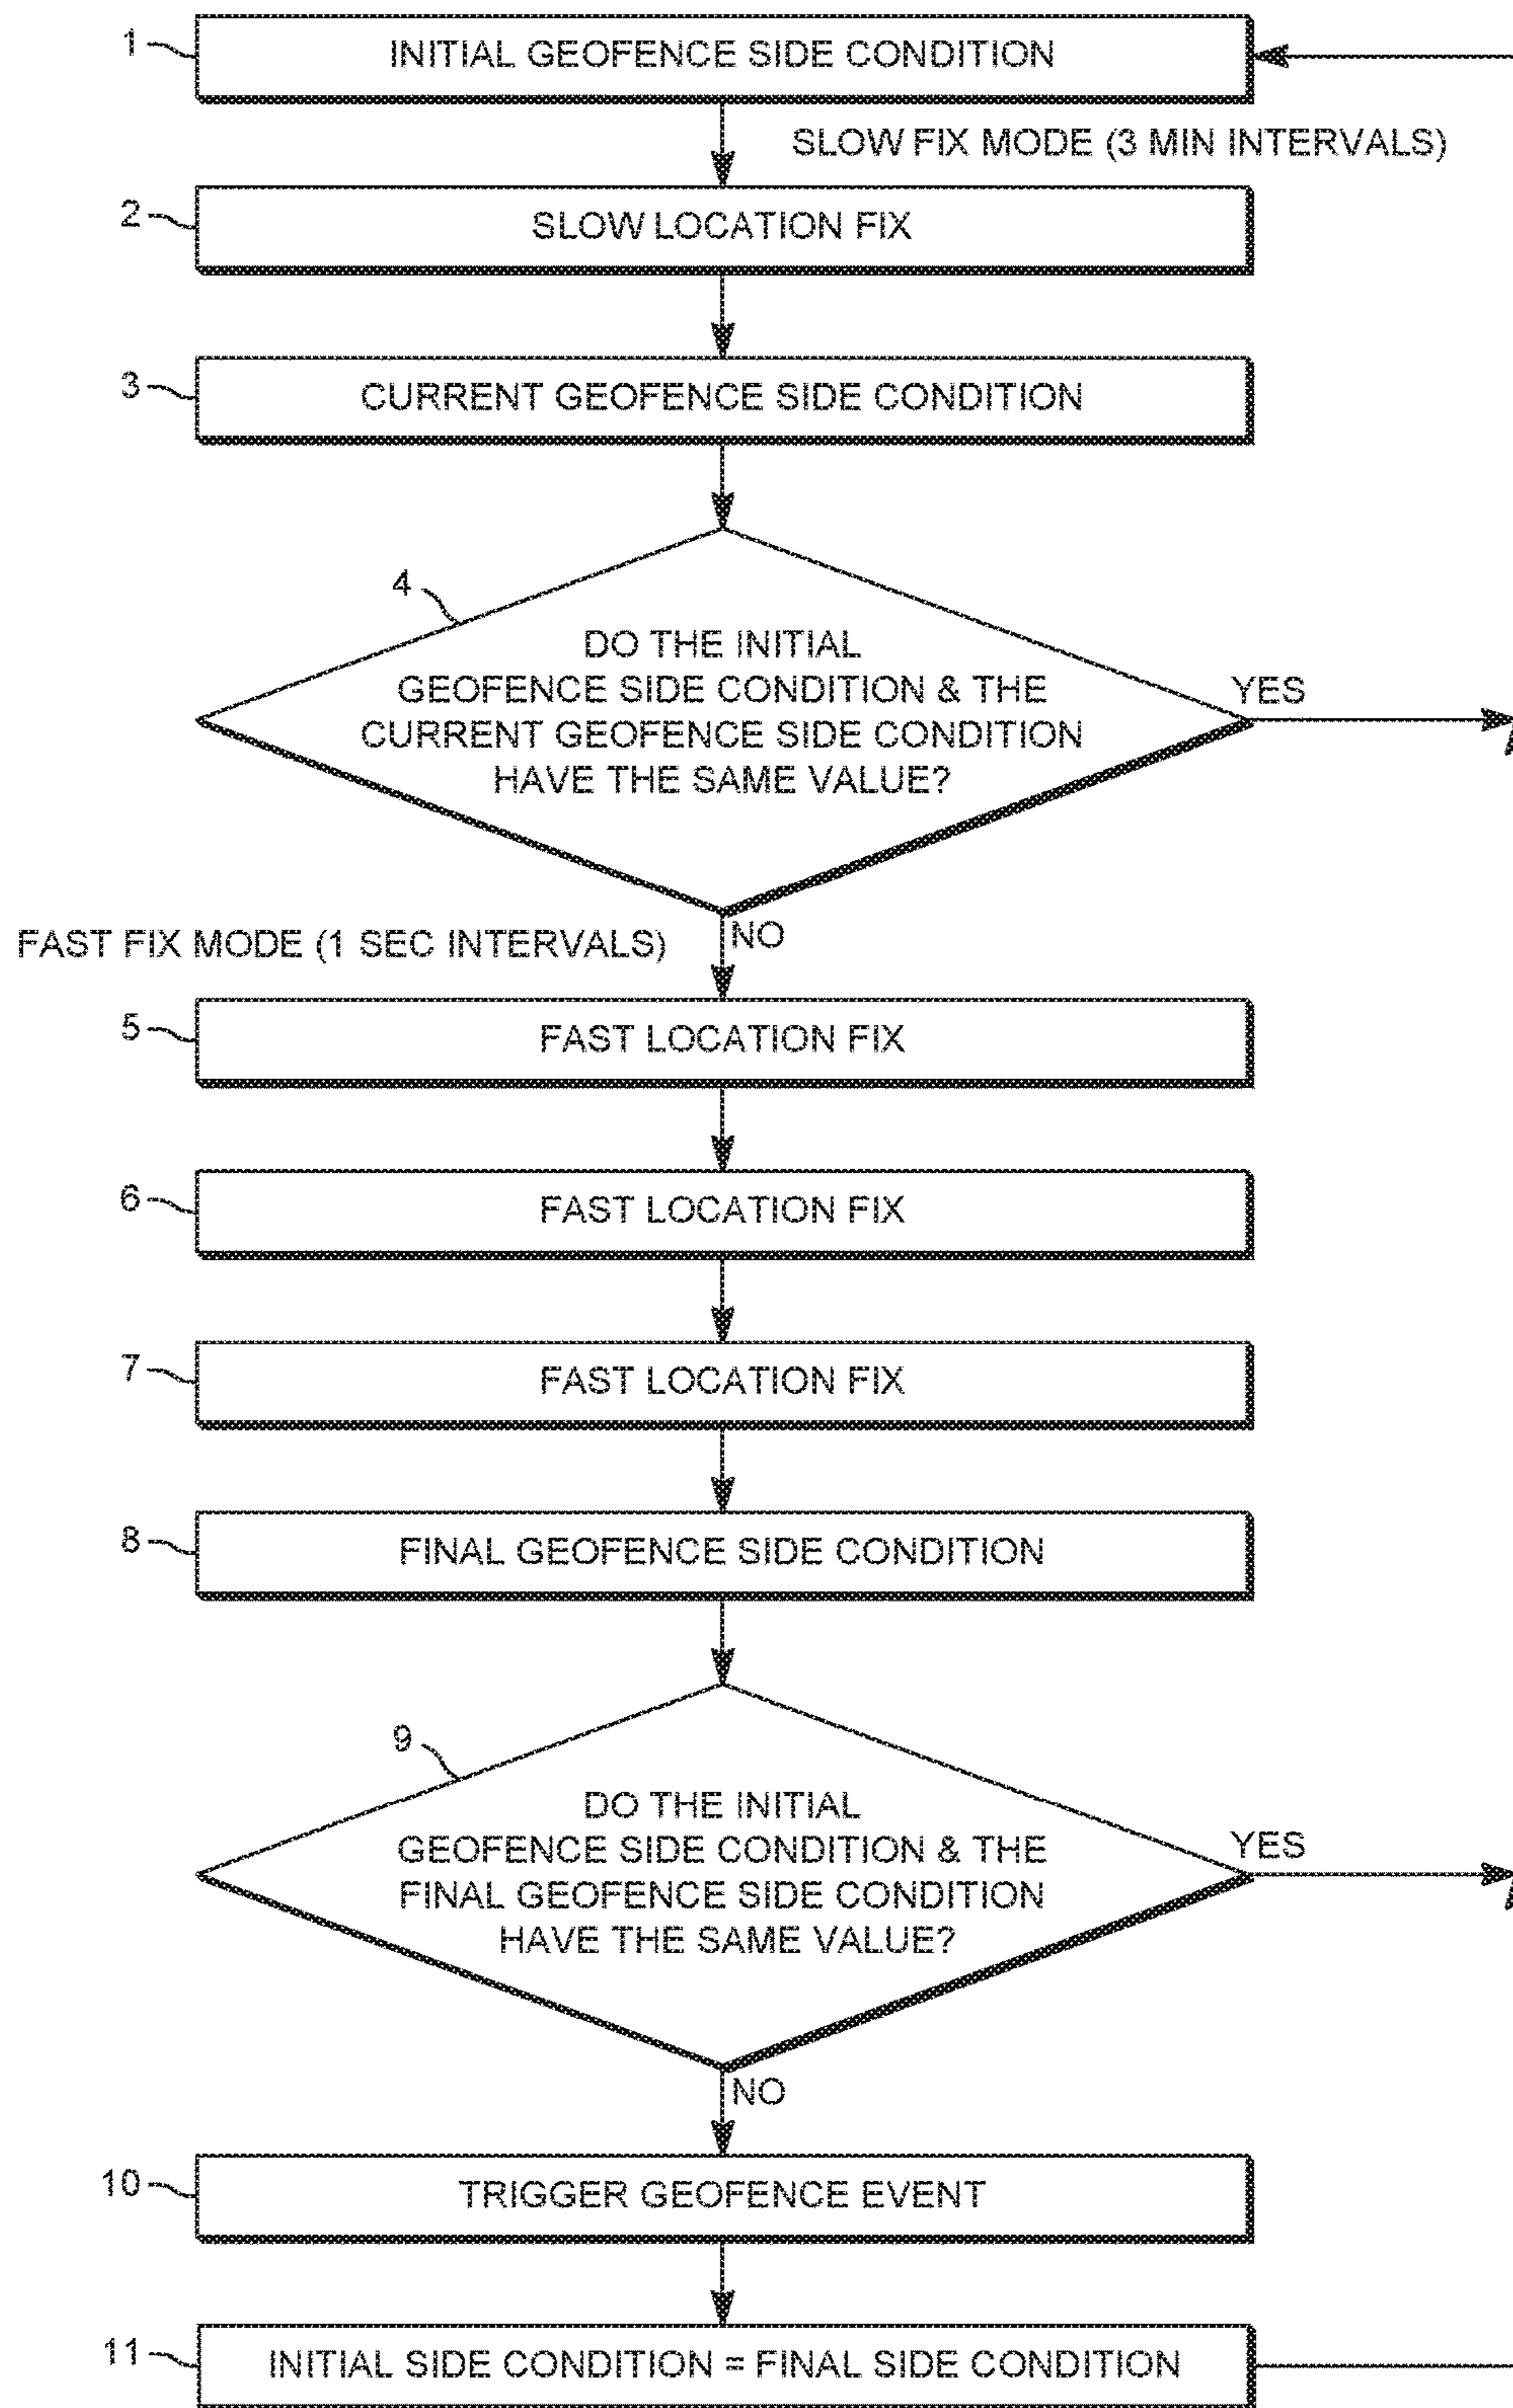 1
INITIAL GEOFENCE SIDE CONDITION
SLOW FIX MODE (3 MIN INTERVALS)
2
SLOW LOCATION FIX
3
CURRENT GEOFENCE SIDE CONDITION
4
DO THE INITIAL
GEOFENCE SIDE CONDITION & THE
CURRENT GEOFENCE SIDE CONDITION
HAVE THE SAME VALUE?
YES
NO
FAST FIX MODE (1 SEC INTERVALS)
5
FAST LOCATION FIX
6
FAST LOCATION FIX
7
FAST LOCATION FIX
8
FINAL GEOFENCE SIDE CONDITION
9
DO THE INITIAL
GEOFENCE SIDE CONDITION & THE
FINAL GEOFENCE SIDE CONDITION
HAVE THE SAME VALUE?
YES
NO
10
TRIGGER GEOFENCE EVENT
11
INITIAL SIDE CONDITION = FINAL SIDE CONDITION